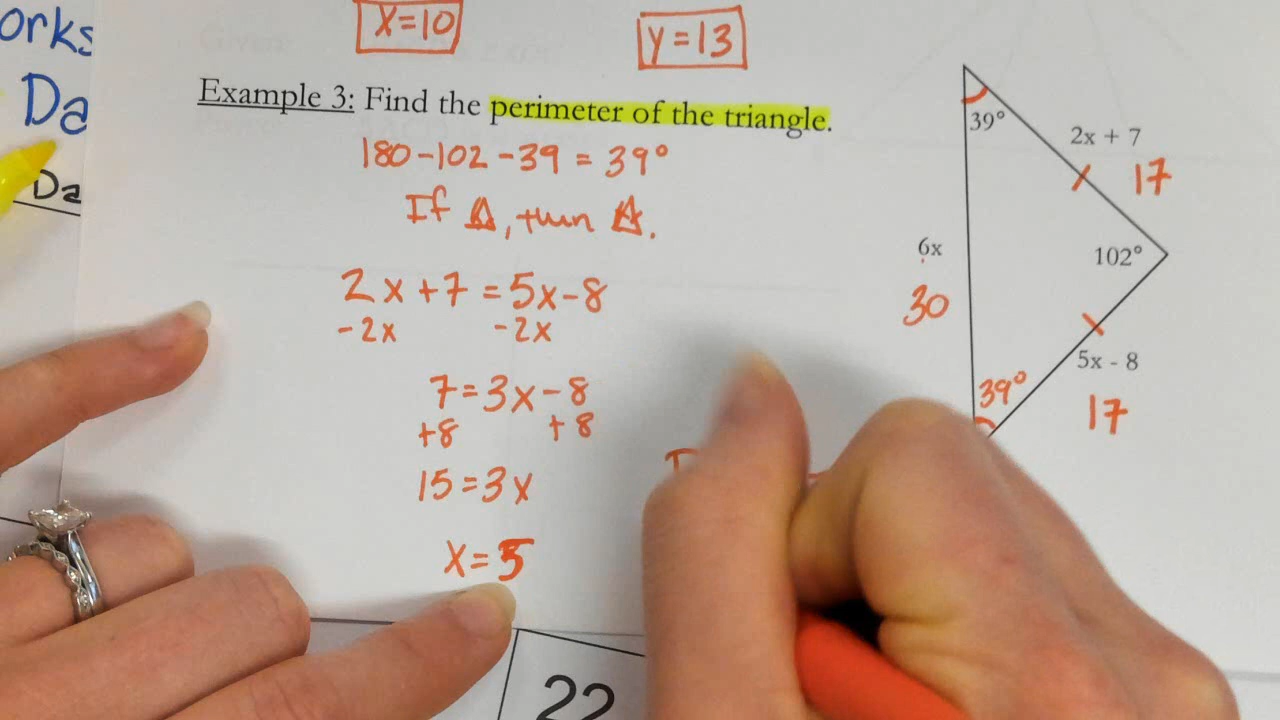 orks
Da
Da
x=10
y=13
Example 3: Find the perimeter of the triangle.
180-102-39 = 39°
If , then .
2x+7 = 5x-8
-2x -2x
7=3x-8
+8 +8
15=3x
x=5
39°
2x + 7
17
6x
102°
30
5x - 8
39°
17
22